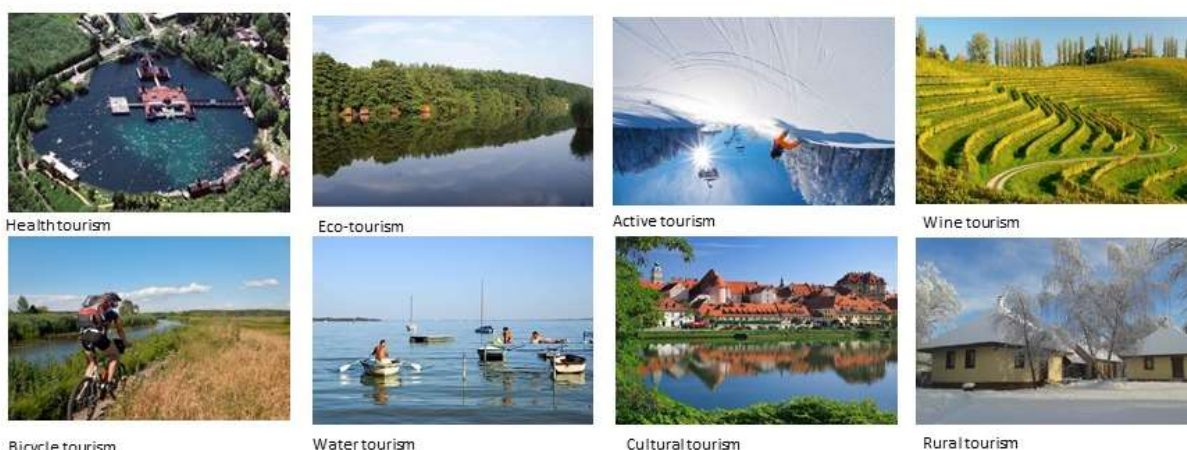 Health tourism
Eco-tourism
Active tourism
Wine tourism
Bicycle tourism
Water tourism
Cultural tourism
Rural tourism